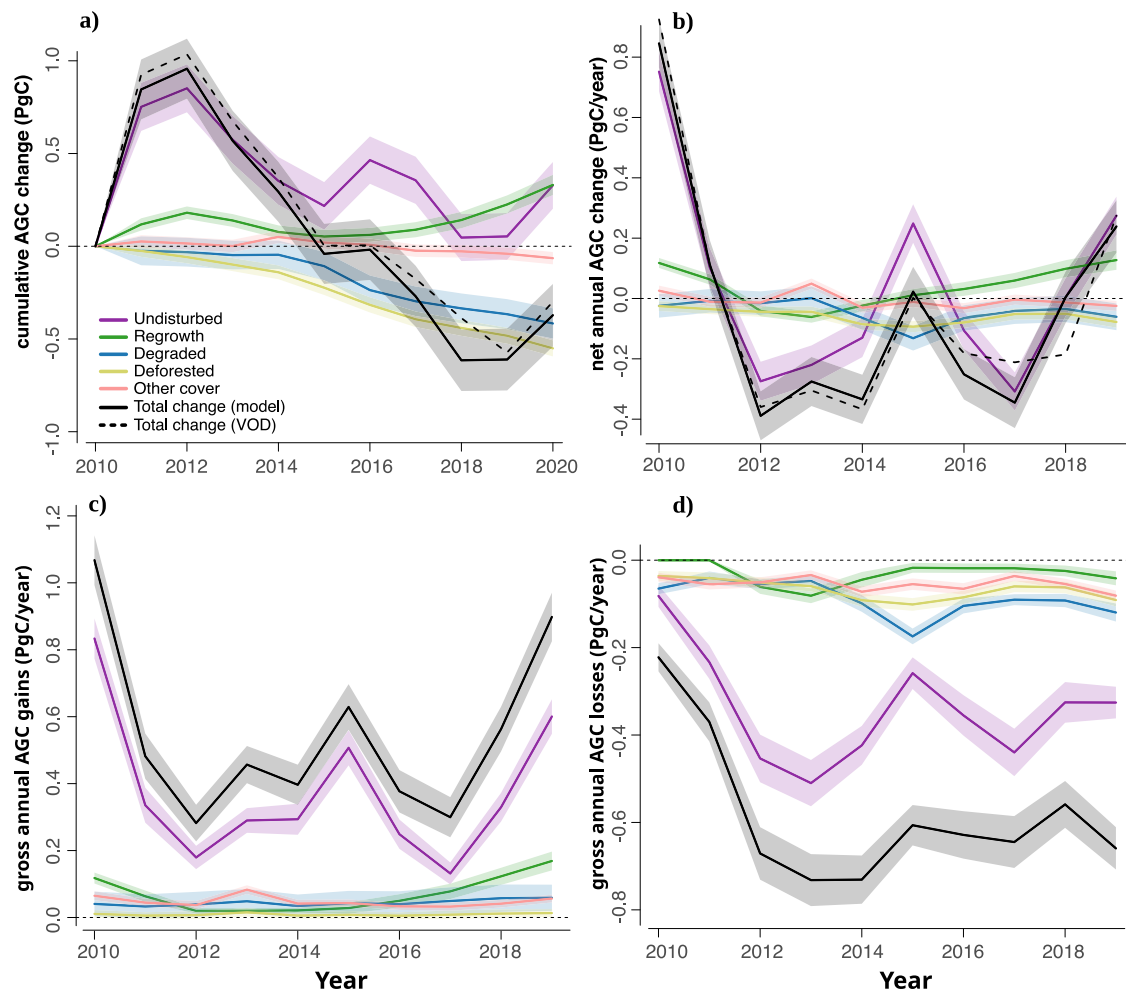 a)
cumulative AGC change (PgC)
1.0
0.5
0.0
-0.5
-1.0
Undisturbed
Regrowth
Degraded
Deforested
Other cover
Total change (model)
Total change (VOD)
2010 2012 2014 2016 2018 2020
b)
net annual AGC change (PgC/year)
0.8
0.6
0.4
0.2
0.0
-0.2
-0.4
2010 2012 2014 2016 2018
c)
gross annual AGC gains (PgC/year)
1.2
1.0
0.8
0.6
0.4
0.2
0.0
2010 2012 2014 2016 2018
Year
d)
gross annual AGC losses (PgC/year)
0.0
-0.2
-0.4
-0.6
-0.8
2010 2012 2014 2016 2018
Year